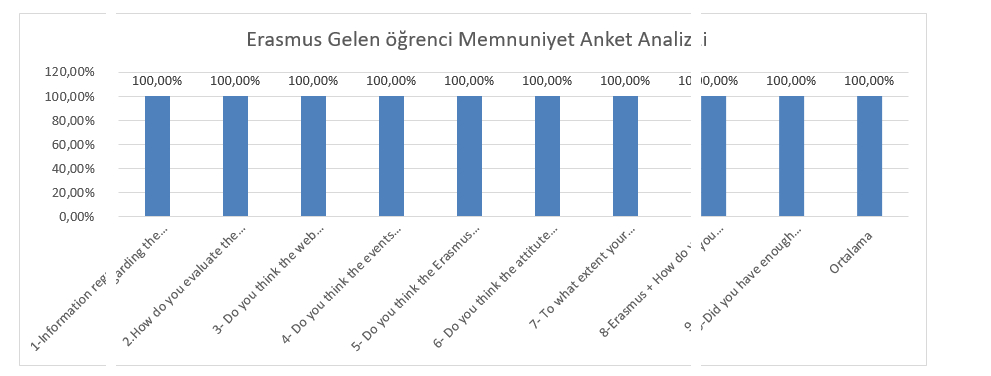 Erasmus Gelen öğrenci Memnuniyet Anket Analizi
120,00%
100,00%
80,00%
60,00%
40,00%
20,00%
0,00%
100,00% 100,00% 100,00% 100,00% 100,00% 100,00% 100,00% 100,00% 100,00% 100,00%
1-Information regarding the...
2.How do you evaluate the...
3- Do you think the web...
4- Do you think the events...
5- Do you think the Erasmus...
6- Do you think the attitute...
7- To what extent your...
8-Erasmus + How do you...
9-Did you have enough...
Ortalama